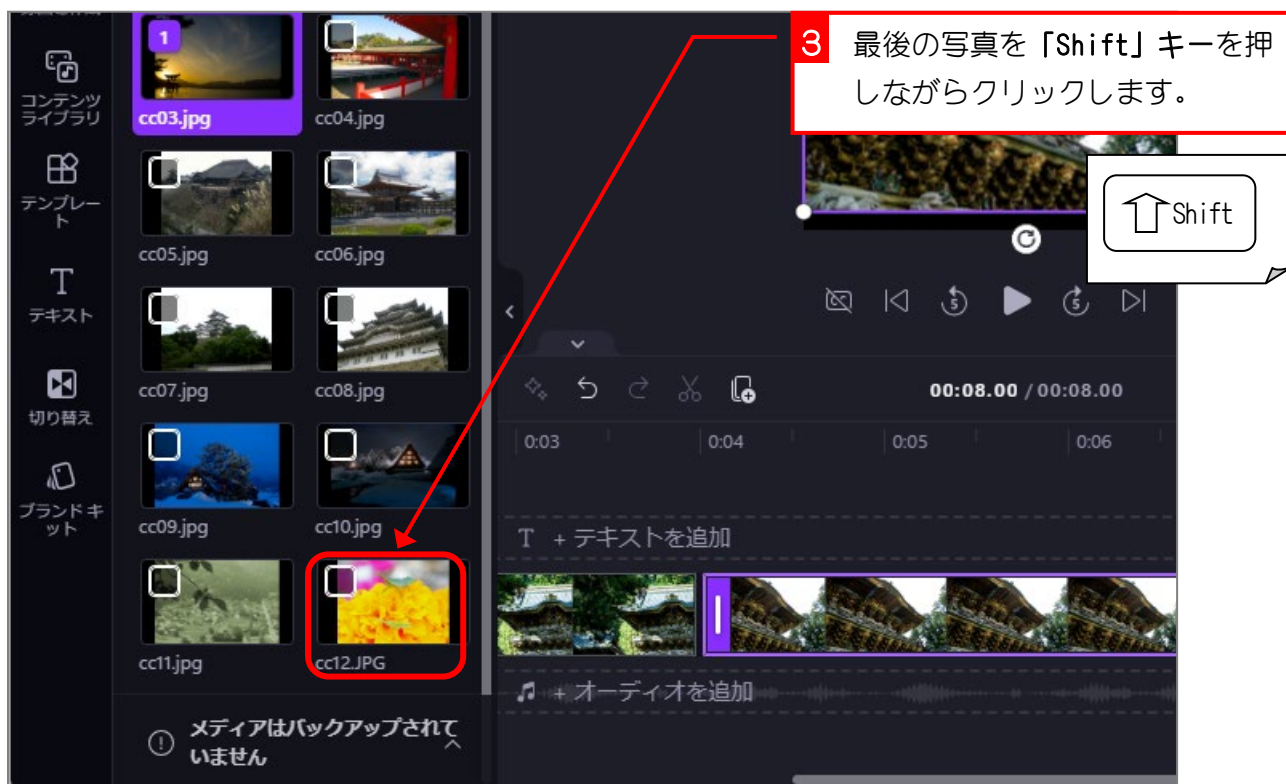 3 最後の写真を「Shift」キーを押
しながらクリックします。
Shift
コンテンツ
ライブラリ
テンプレー
ト
テキスト
切り替え
ブランドキ
ット
1
cc03.jpg
cc04.jpg
cc05.jpg
cc06.jpg
cc07.jpg
cc08.jpg
cc09.jpg
cc10.jpg
cc11.jpg
cc12.JPG
メディアはバックアップされて
いません
5
5
00:08.00 / 00:08.00
0:03
0:04
0:05
0:06
T + テキストを追加
+ オーディオを追加